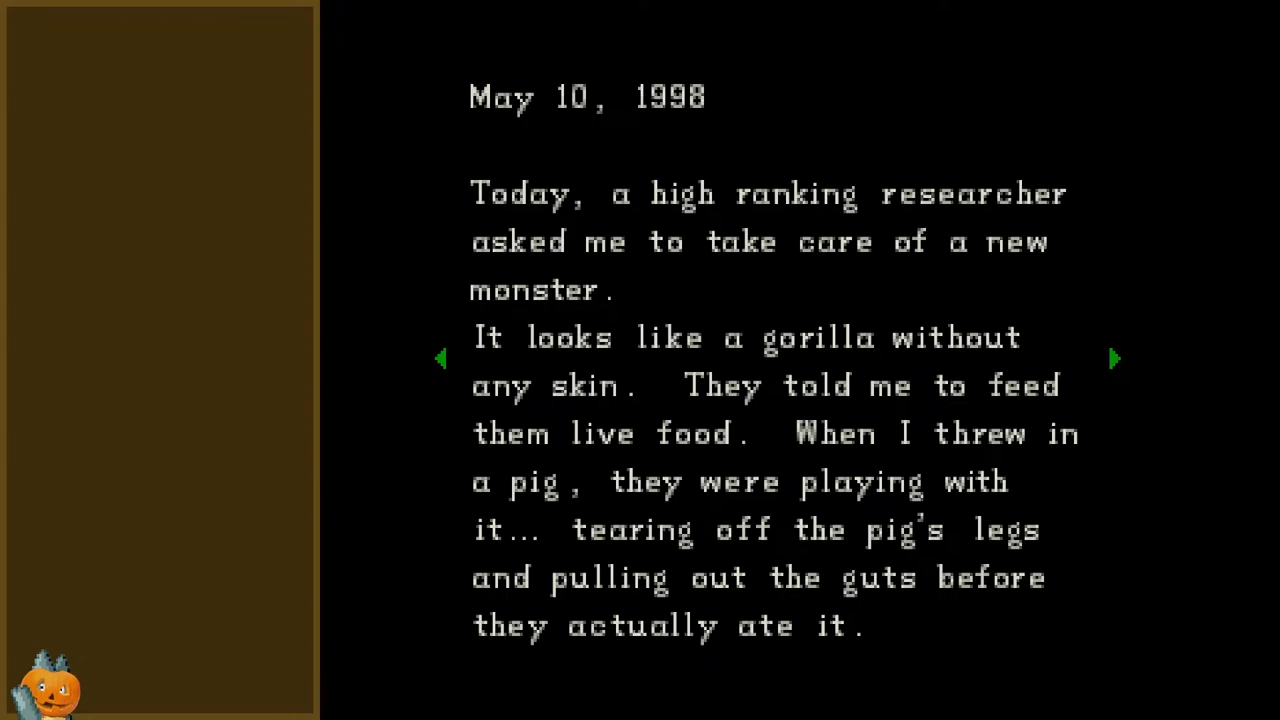 May 10, 1998
Today, a high ranking researcher
asked me to take care of a new
monster.
It looks like a gorilla without
any skin. They told me to feed
them live food. When I threw in
a pig, they were playing with
it... tearing off the pig's legs
and pulling out the guts before
they actually ate it.